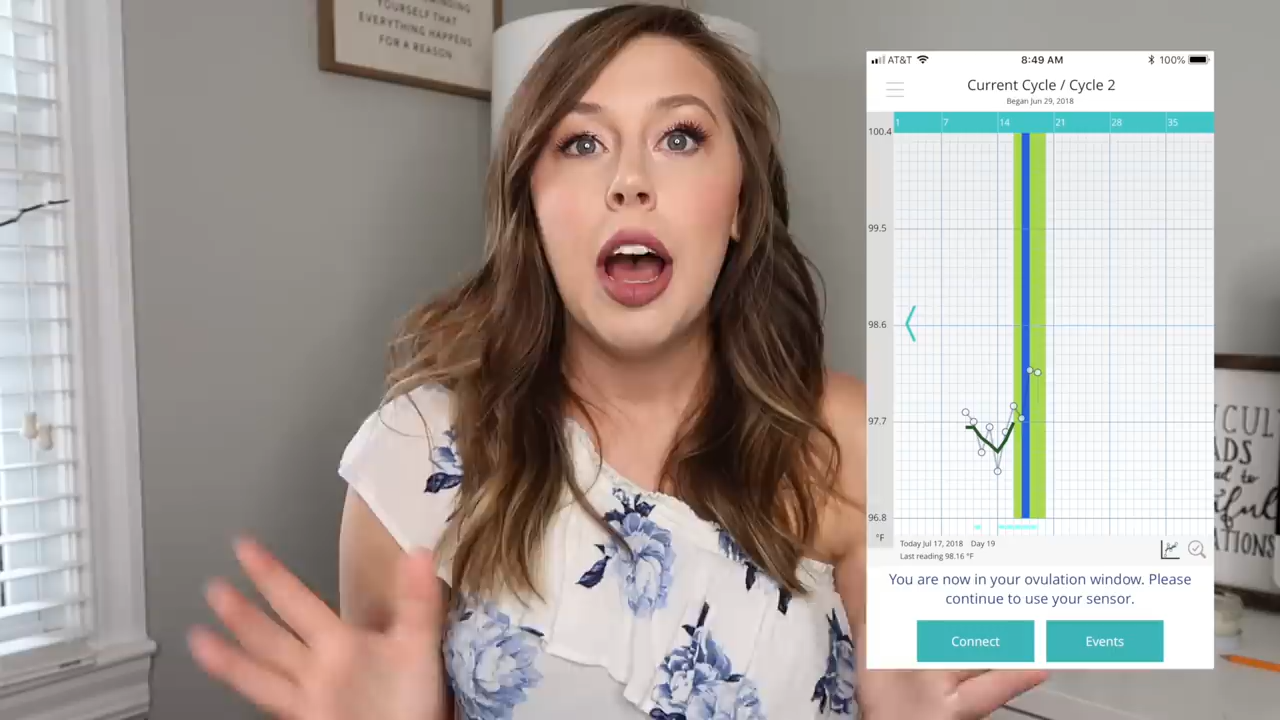 YOURSELF THAT
EVERYTHING HAPPENS
FOR A REASON.
AT&T 8:49 AM 100%
Current Cycle / Cycle 2
Began Jun 29, 2018
1 7 14 21 28 35
100.4
99.5
98.6
97.7
96.8
°F
Today Jul 17, 2018 Day 19
Last reading 98.16 °F
You are now in your ovulation window. Please
continue to use your sensor.
Connect Events